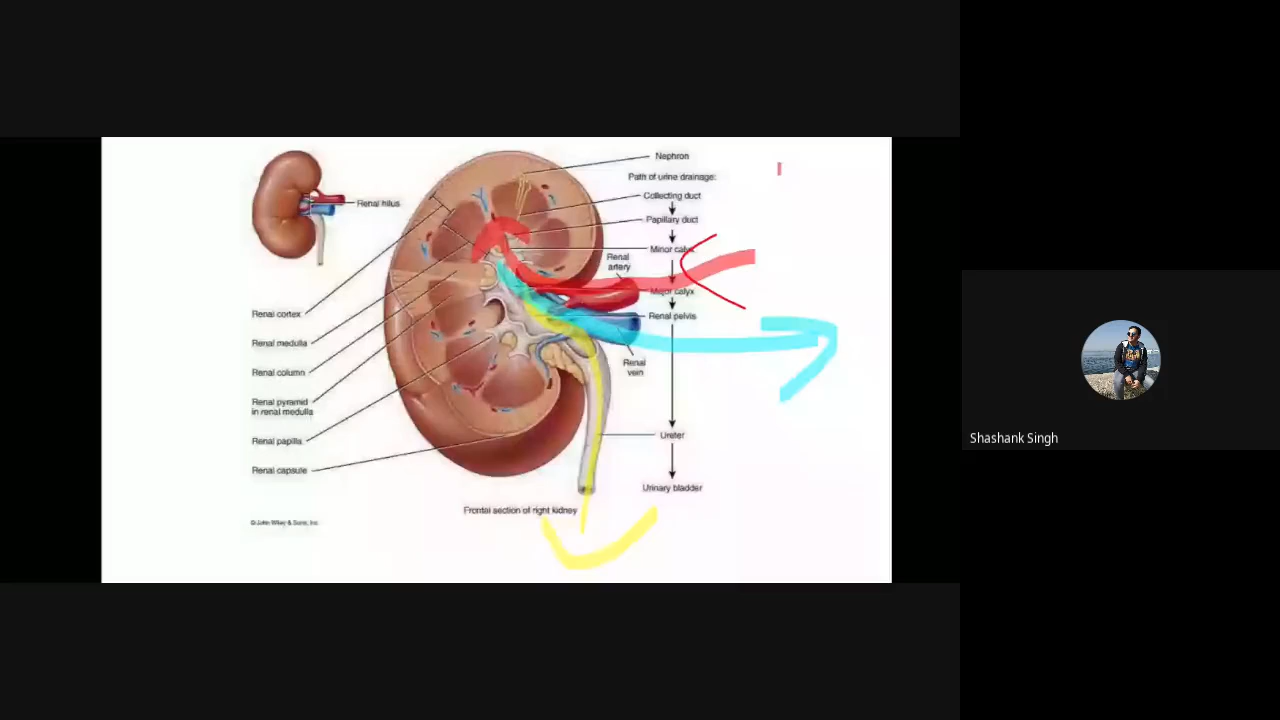 Nephron
Path of urine drainage:
Collecting duct
Papillary duct
Minor calyx
Renal
artery
Major calyx
Renal pelvis
Renal
vein
Ureter
Urinary bladder
Renal hilus
Renal cortex
Renal medulla
Renal column
Renal pyramid
in renal medulla
Renal papilla
Renal capsule
Frontal section of right kidney
© John Wiley & Sons, Inc.
Shashank Singh